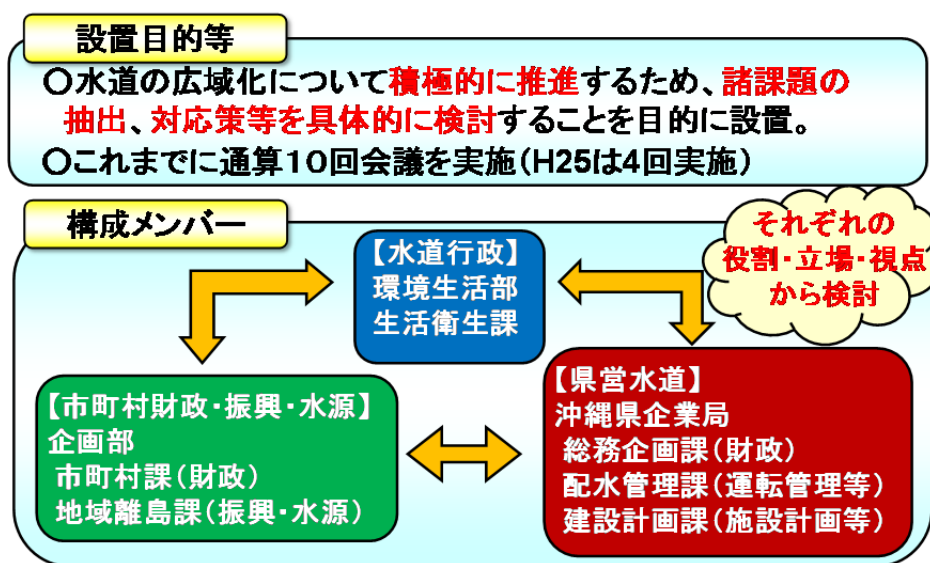 設置目的等
○水道の広域化について積極的に推進するため、諸課題の
抽出、対応策等を具体的に検討することを目的に設置。
○これまでに通算10回会議を実施(H25は4回実施)
構成メンバー
それぞれの
役割・立場・視点
から検討
【水道行政】
環境生活部
生活衛生課
【市町村財政・振興・水源】
企画部
市町村課(財政)
地域離島課(振興・水源)
【県営水道】
沖縄県企業局
総務企画課(財政)
配水管理課(運転管理等)
建設計画課(施設計画等)